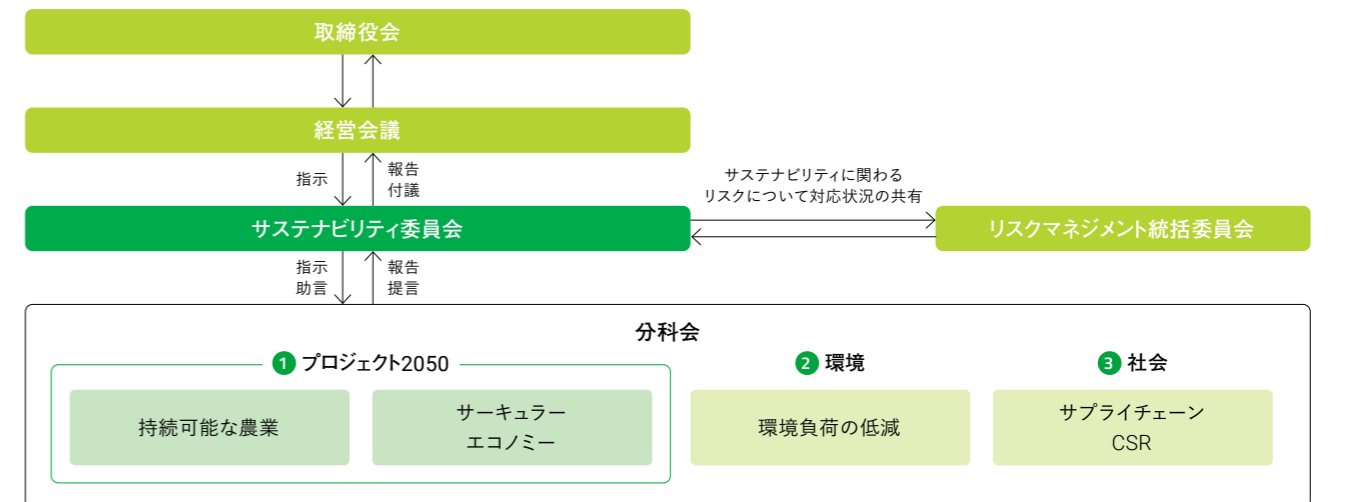 取締役会
経営会議
指示
報告
付議
サステナビリティに関わる
リスクについて対応状況の共有
サステナビリティ委員会
リスクマネジメント統括委員会
指示
助言
報告
提言
分科会
1 プロジェクト2050
2 環境
3 社会
持続可能な農業
サーキュラー
エコノミー
環境負荷の低減
サプライチェーン
CSR